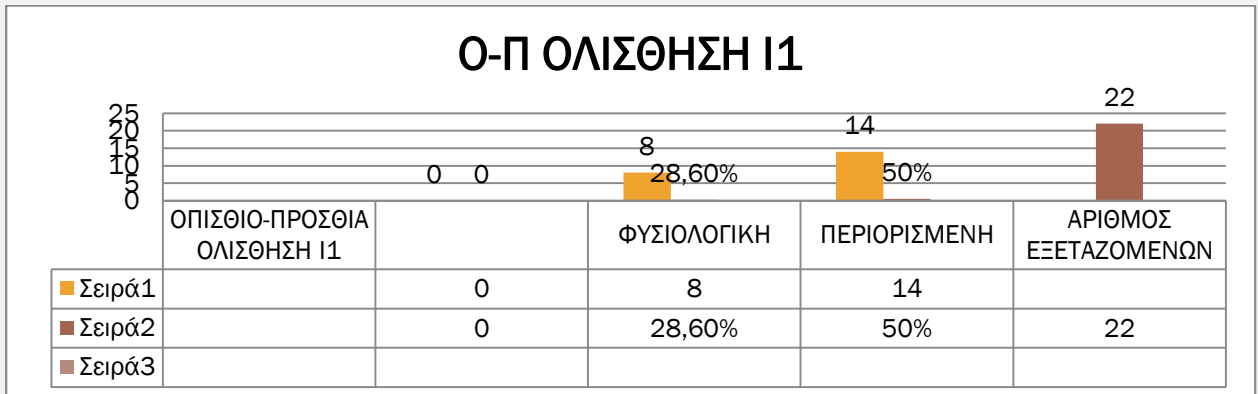 Ο-Π ΟΛΙΣΘΗΣΗ Ι1
25
20
15
10
5
0
0 0
8
28,60%
14
50%
22
ΟΠΙΣΘΙΟ-ΠΡΟΣΘΙΑ
ΟΛΙΣΘΗΣΗ Ι1
ΦΥΣΙΟΛΟΓΙΚΗ
ΠΕΡΙΟΡΙΣΜΕΝΗ
ΑΡΙΘΜΟΣ
ΕΞΕΤΑΖΟΜΕΝΩΝ
Σειρά1 0 8 14
Σειρά2 0 28,60% 50% 22
Σειρά3